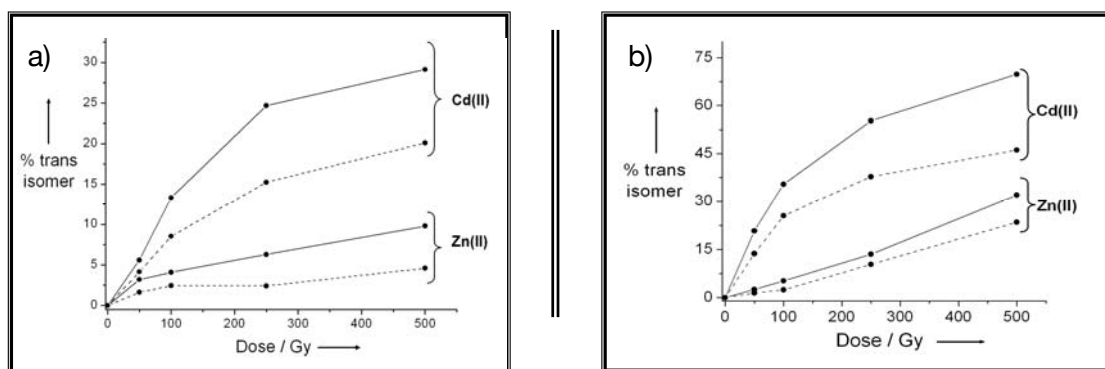 a)
30
25
20
15
10
5
0
% trans
isomer
Cd(II)
Zn(II)
0 100 200 300 400 500
Dose / Gy
b)
75
60
45
30
15
0
% trans
isomer
Cd(II)
Zn(II)
0 100 200 300 400 500
Dose / Gy